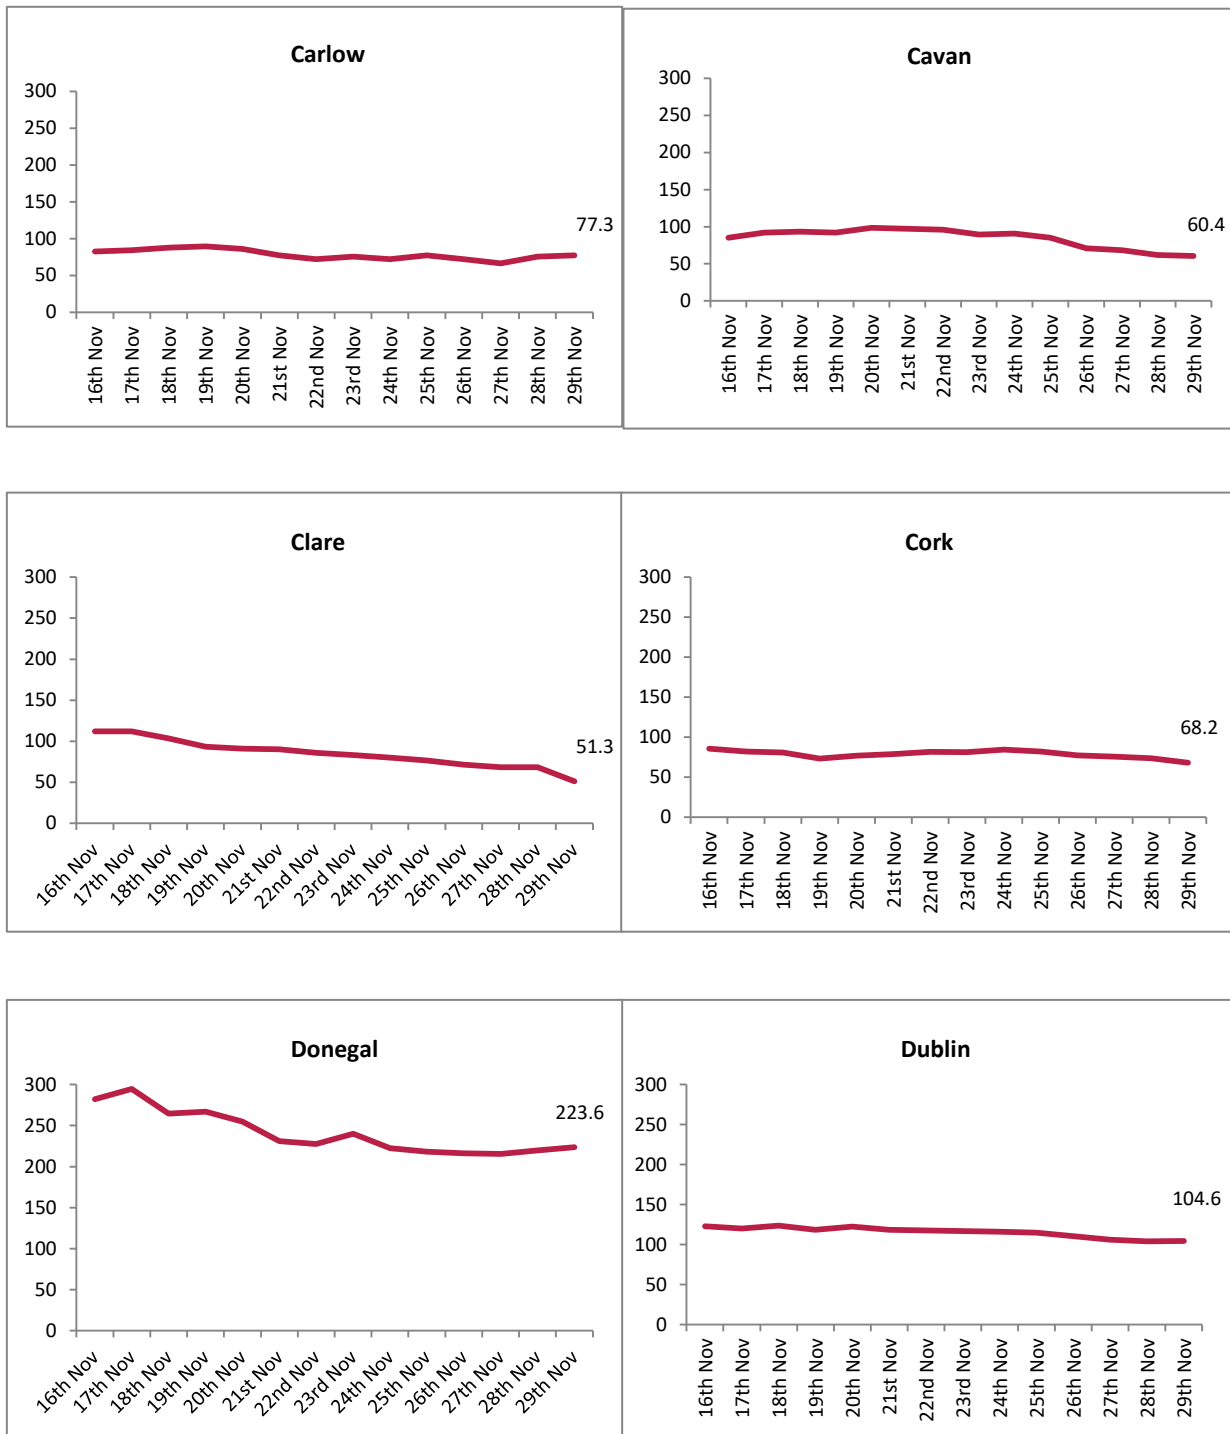 Carlow
300
250
200
150
100
50
0
77.3
16th Nov
17th Nov
18th Nov
19th Nov
20th Nov
21st Nov
22nd Nov
23rd Nov
24th Nov
25th Nov
26th Nov
27th Nov
28th Nov
29th Nov
Cavan
300
250
200
150
100
50
0
60.4
16th Nov
17th Nov
18th Nov
19th Nov
20th Nov
21st Nov
22nd Nov
23rd Nov
24th Nov
25th Nov
26th Nov
27th Nov
28th Nov
29th Nov
Clare
300
250
200
150
100
50
0
51.3
16th Nov
17th Nov
18th Nov
19th Nov
20th Nov
21st Nov
22nd Nov
23rd Nov
24th Nov
25th Nov
26th Nov
27th Nov
28th Nov
29th Nov
Cork
300
250
200
150
100
50
0
68.2
16th Nov
17th Nov
18th Nov
19th Nov
20th Nov
21st Nov
22nd Nov
23rd Nov
24th Nov
25th Nov
26th Nov
27th Nov
28th Nov
29th Nov
Donegal
300
250
200
150
100
50
0
223.6
16th Nov
17th Nov
18th Nov
19th Nov
20th Nov
21st Nov
22nd Nov
23rd Nov
24th Nov
25th Nov
26th Nov
27th Nov
28th Nov
29th Nov
Dublin
300
250
200
150
100
50
0
104.6
16th Nov
17th Nov
18th Nov
19th Nov
20th Nov
21st Nov
22nd Nov
23rd Nov
24th Nov
25th Nov
26th Nov
27th Nov
28th Nov
29th Nov